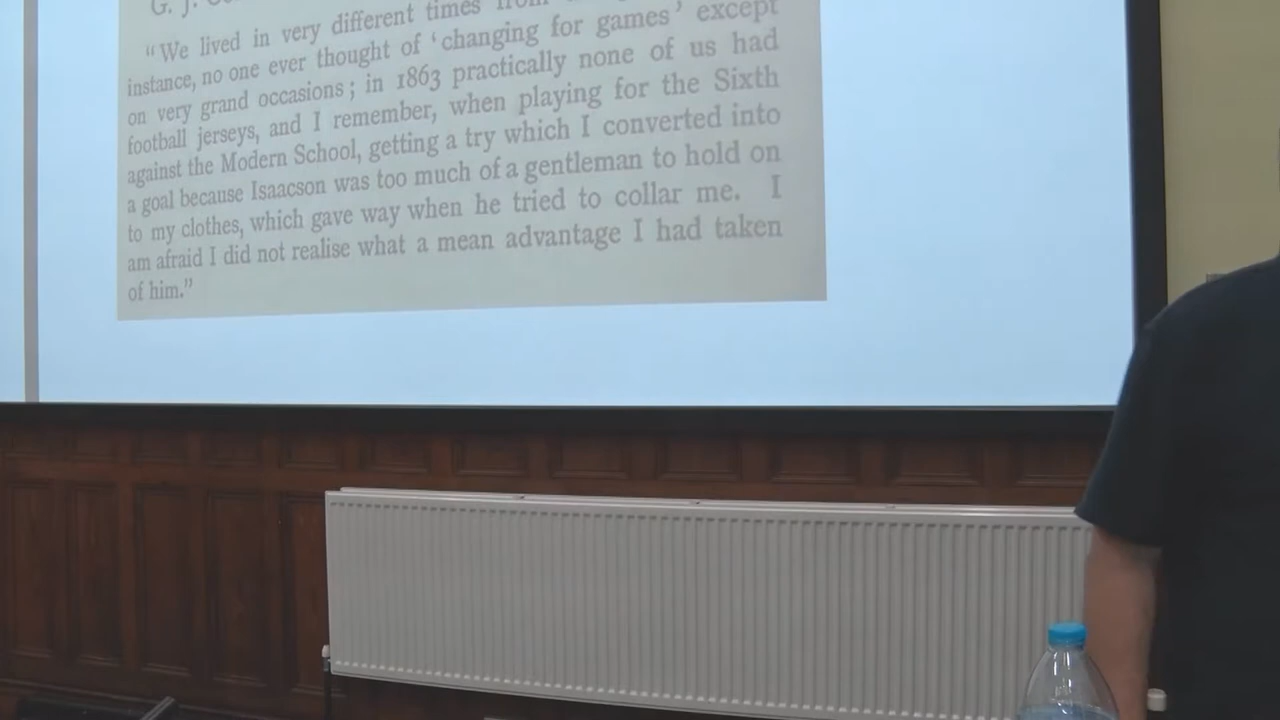 G. J.
“We lived in very different times from
instance, no one ever thought of ‘changing for games’ except
on very grand occasions; in 1863 practically none of us had
football jerseys, and I remember, when playing for the Sixth
against the Modern School, getting a try which I converted into
a goal because Isaacson was too much of a gentleman to hold on
to my clothes, which gave way when he tried to collar me. I
am afraid I did not realise what a mean advantage I had taken
of him.”